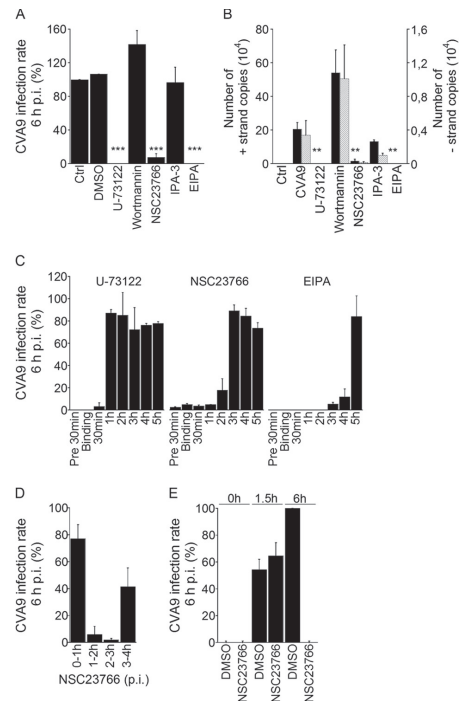 A
CVA9 infection rate
6 h p.i. (%)
160
120
80
40
0
***
***
***
Ctrl
DMSO
U-73122
Wortmannin
NSC23766
IPA-3
EIPA
B
Number of
+ strand copies (10⁴)
80
60
40
20
0
**
**
**
1,6
1,2
0,8
0,4
0
Number of
- strand copies (10⁴)
Ctrl
CVA9
U-73122
Wortmannin
NSC23766
IPA-3
EIPA
C
U-73122
NSC23766
EIPA
CVA9 infection rate
6 h p.i. (%)
120
100
80
60
40
20
0
Pre 30min
Binding
30min
1h
2h
3h
4h
5h
Pre 30min
Binding
30min
1h
2h
3h
4h
5h
Pre 30min
Binding
30min
1h
2h
3h
4h
5h
D
CVA9 infection rate
6 h p.i. (%)
100
80
60
40
20
0
0-1h
1-2h
2-3h
3-4h
NSC23766 (p.i.)
E
0h
1.5h
6h
CVA9 infection rate
6 h p.i. (%)
100
80
60
40
20
0
DMSO
NSC23766
DMSO
NSC23766
DMSO
NSC23766